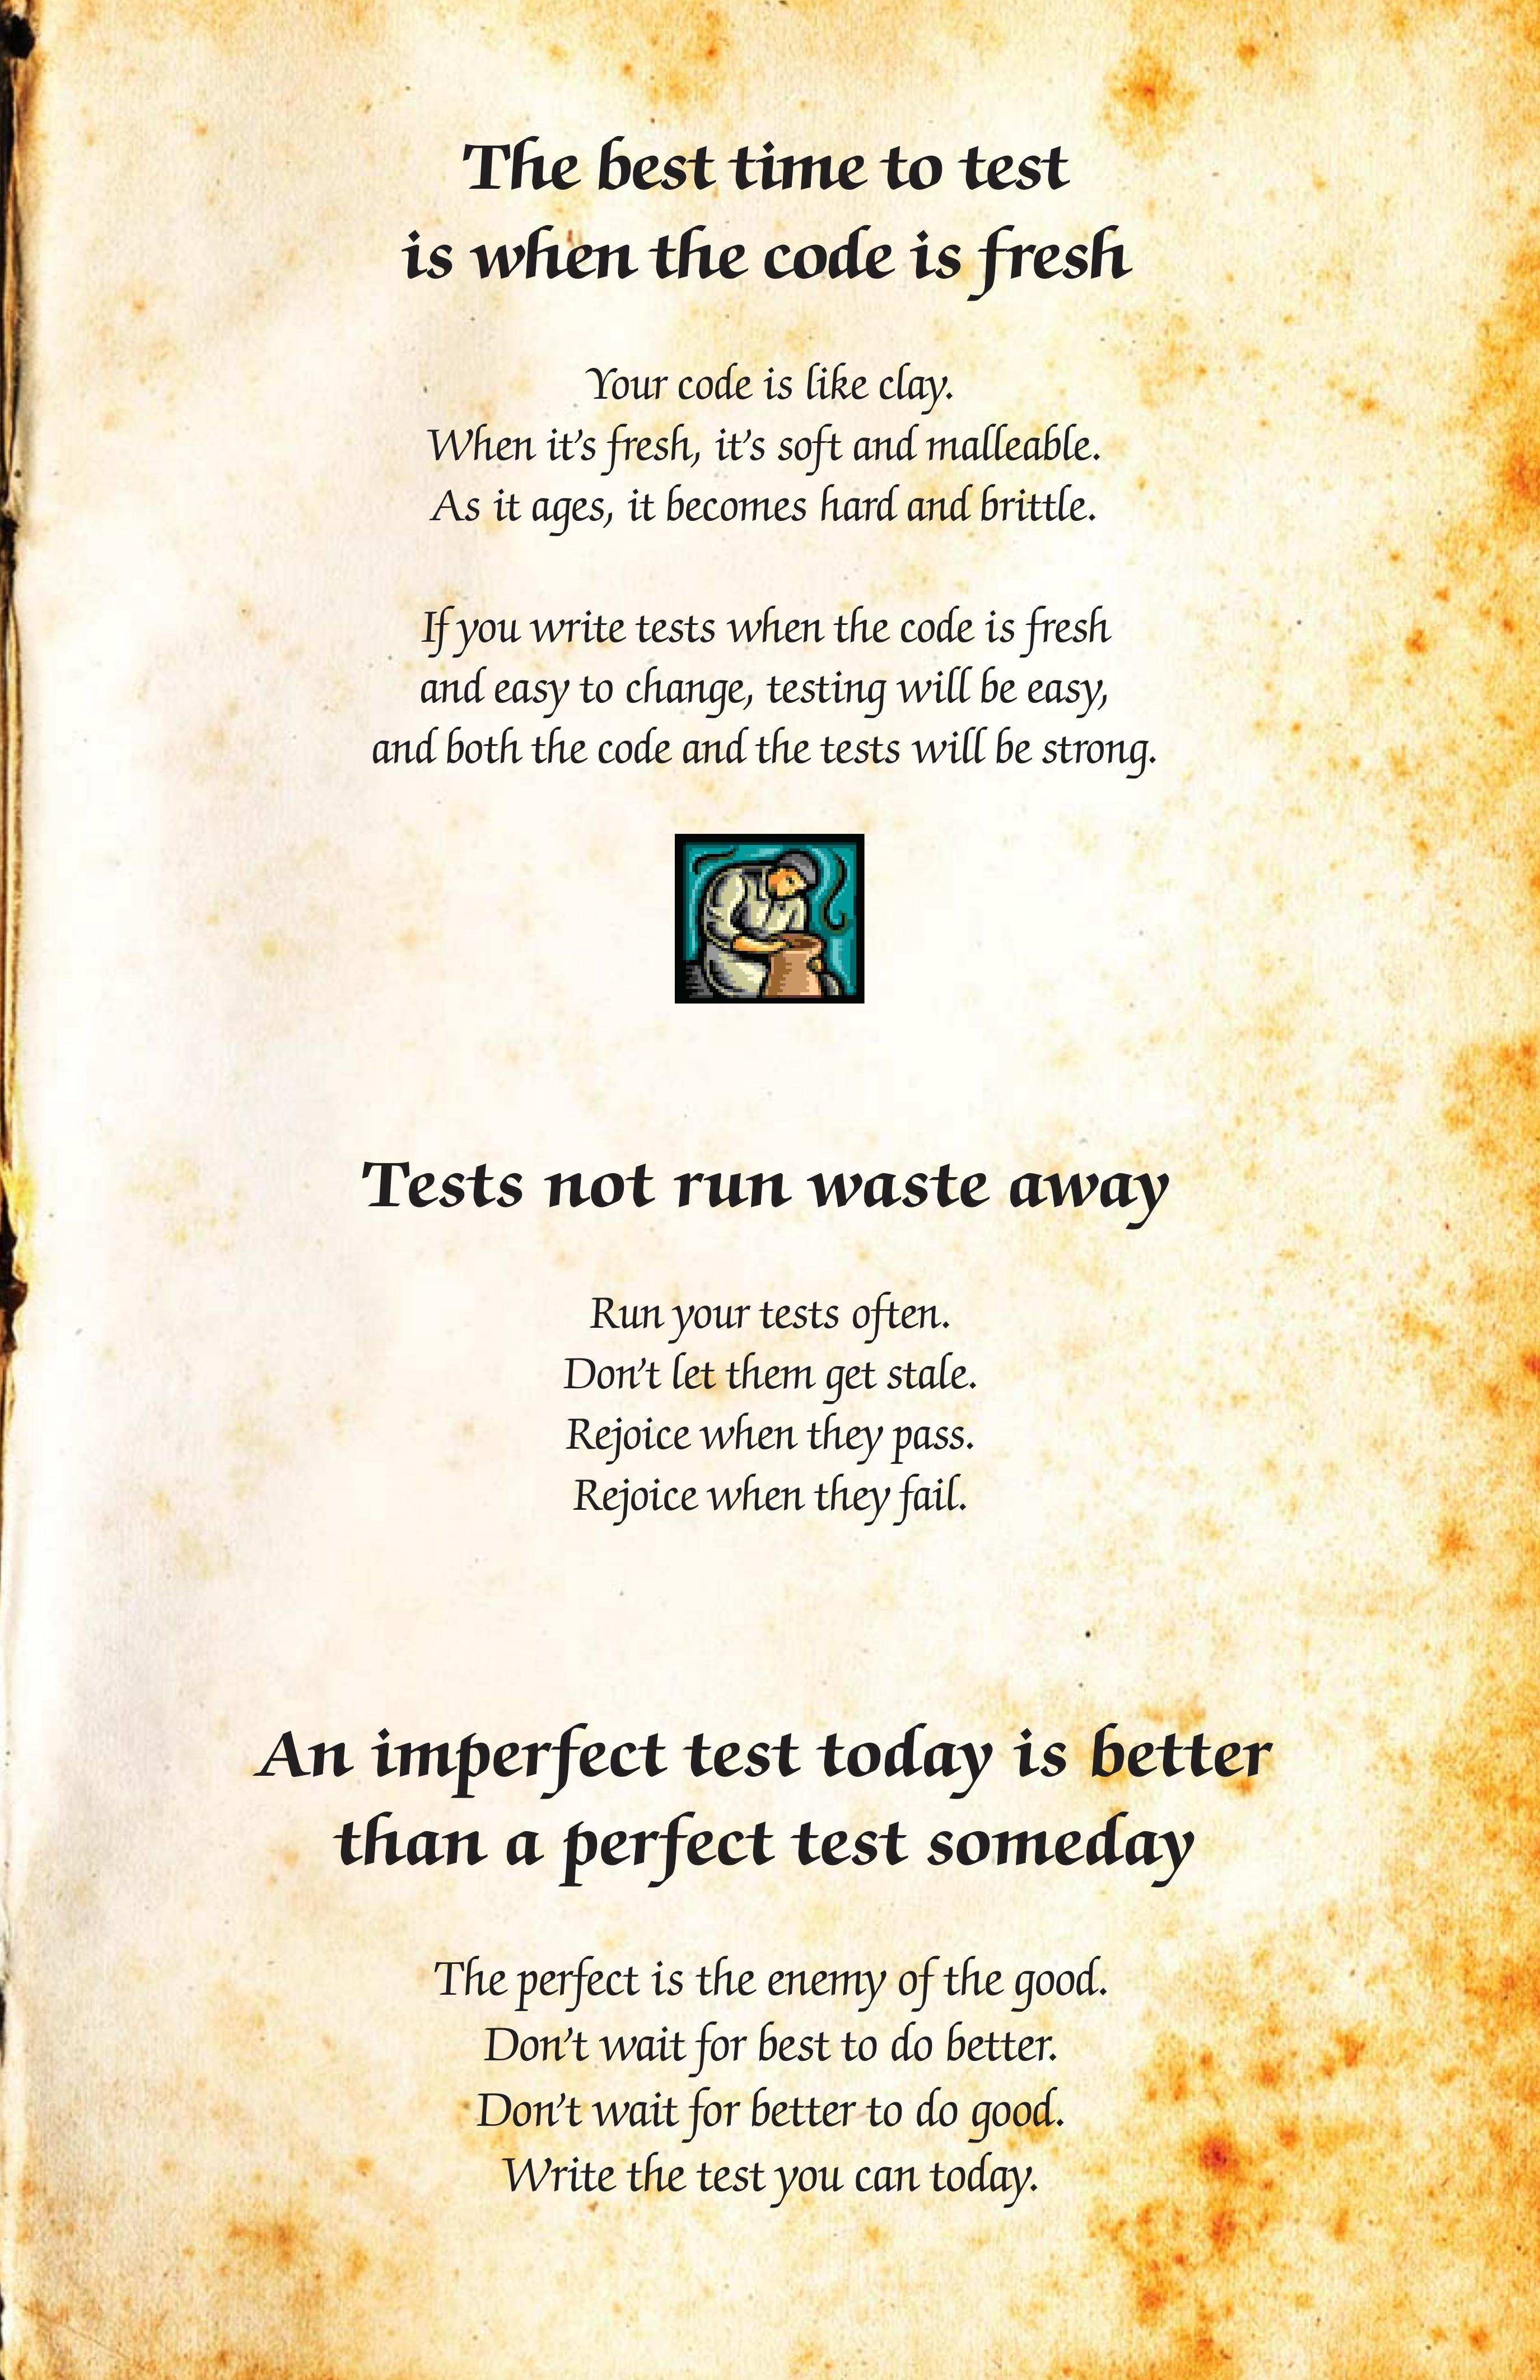 The best time to test
is when the code is fresh
Your code is like clay.
When it’s fresh, it’s soft and malleable.
As it ages, it becomes hard and brittle.
If you write tests when the code is fresh
and easy to change, testing will be easy,
and both the code and the tests will be strong.
Tests not run waste away
Run your tests often.
Don’t let them get stale.
Rejoice when they pass.
Rejoice when they fail.
An imperfect test today is better
than a perfect test someday
The perfect is the enemy of the good.
Don’t wait for best to do better.
Don’t wait for better to do good.
Write the test you can today.